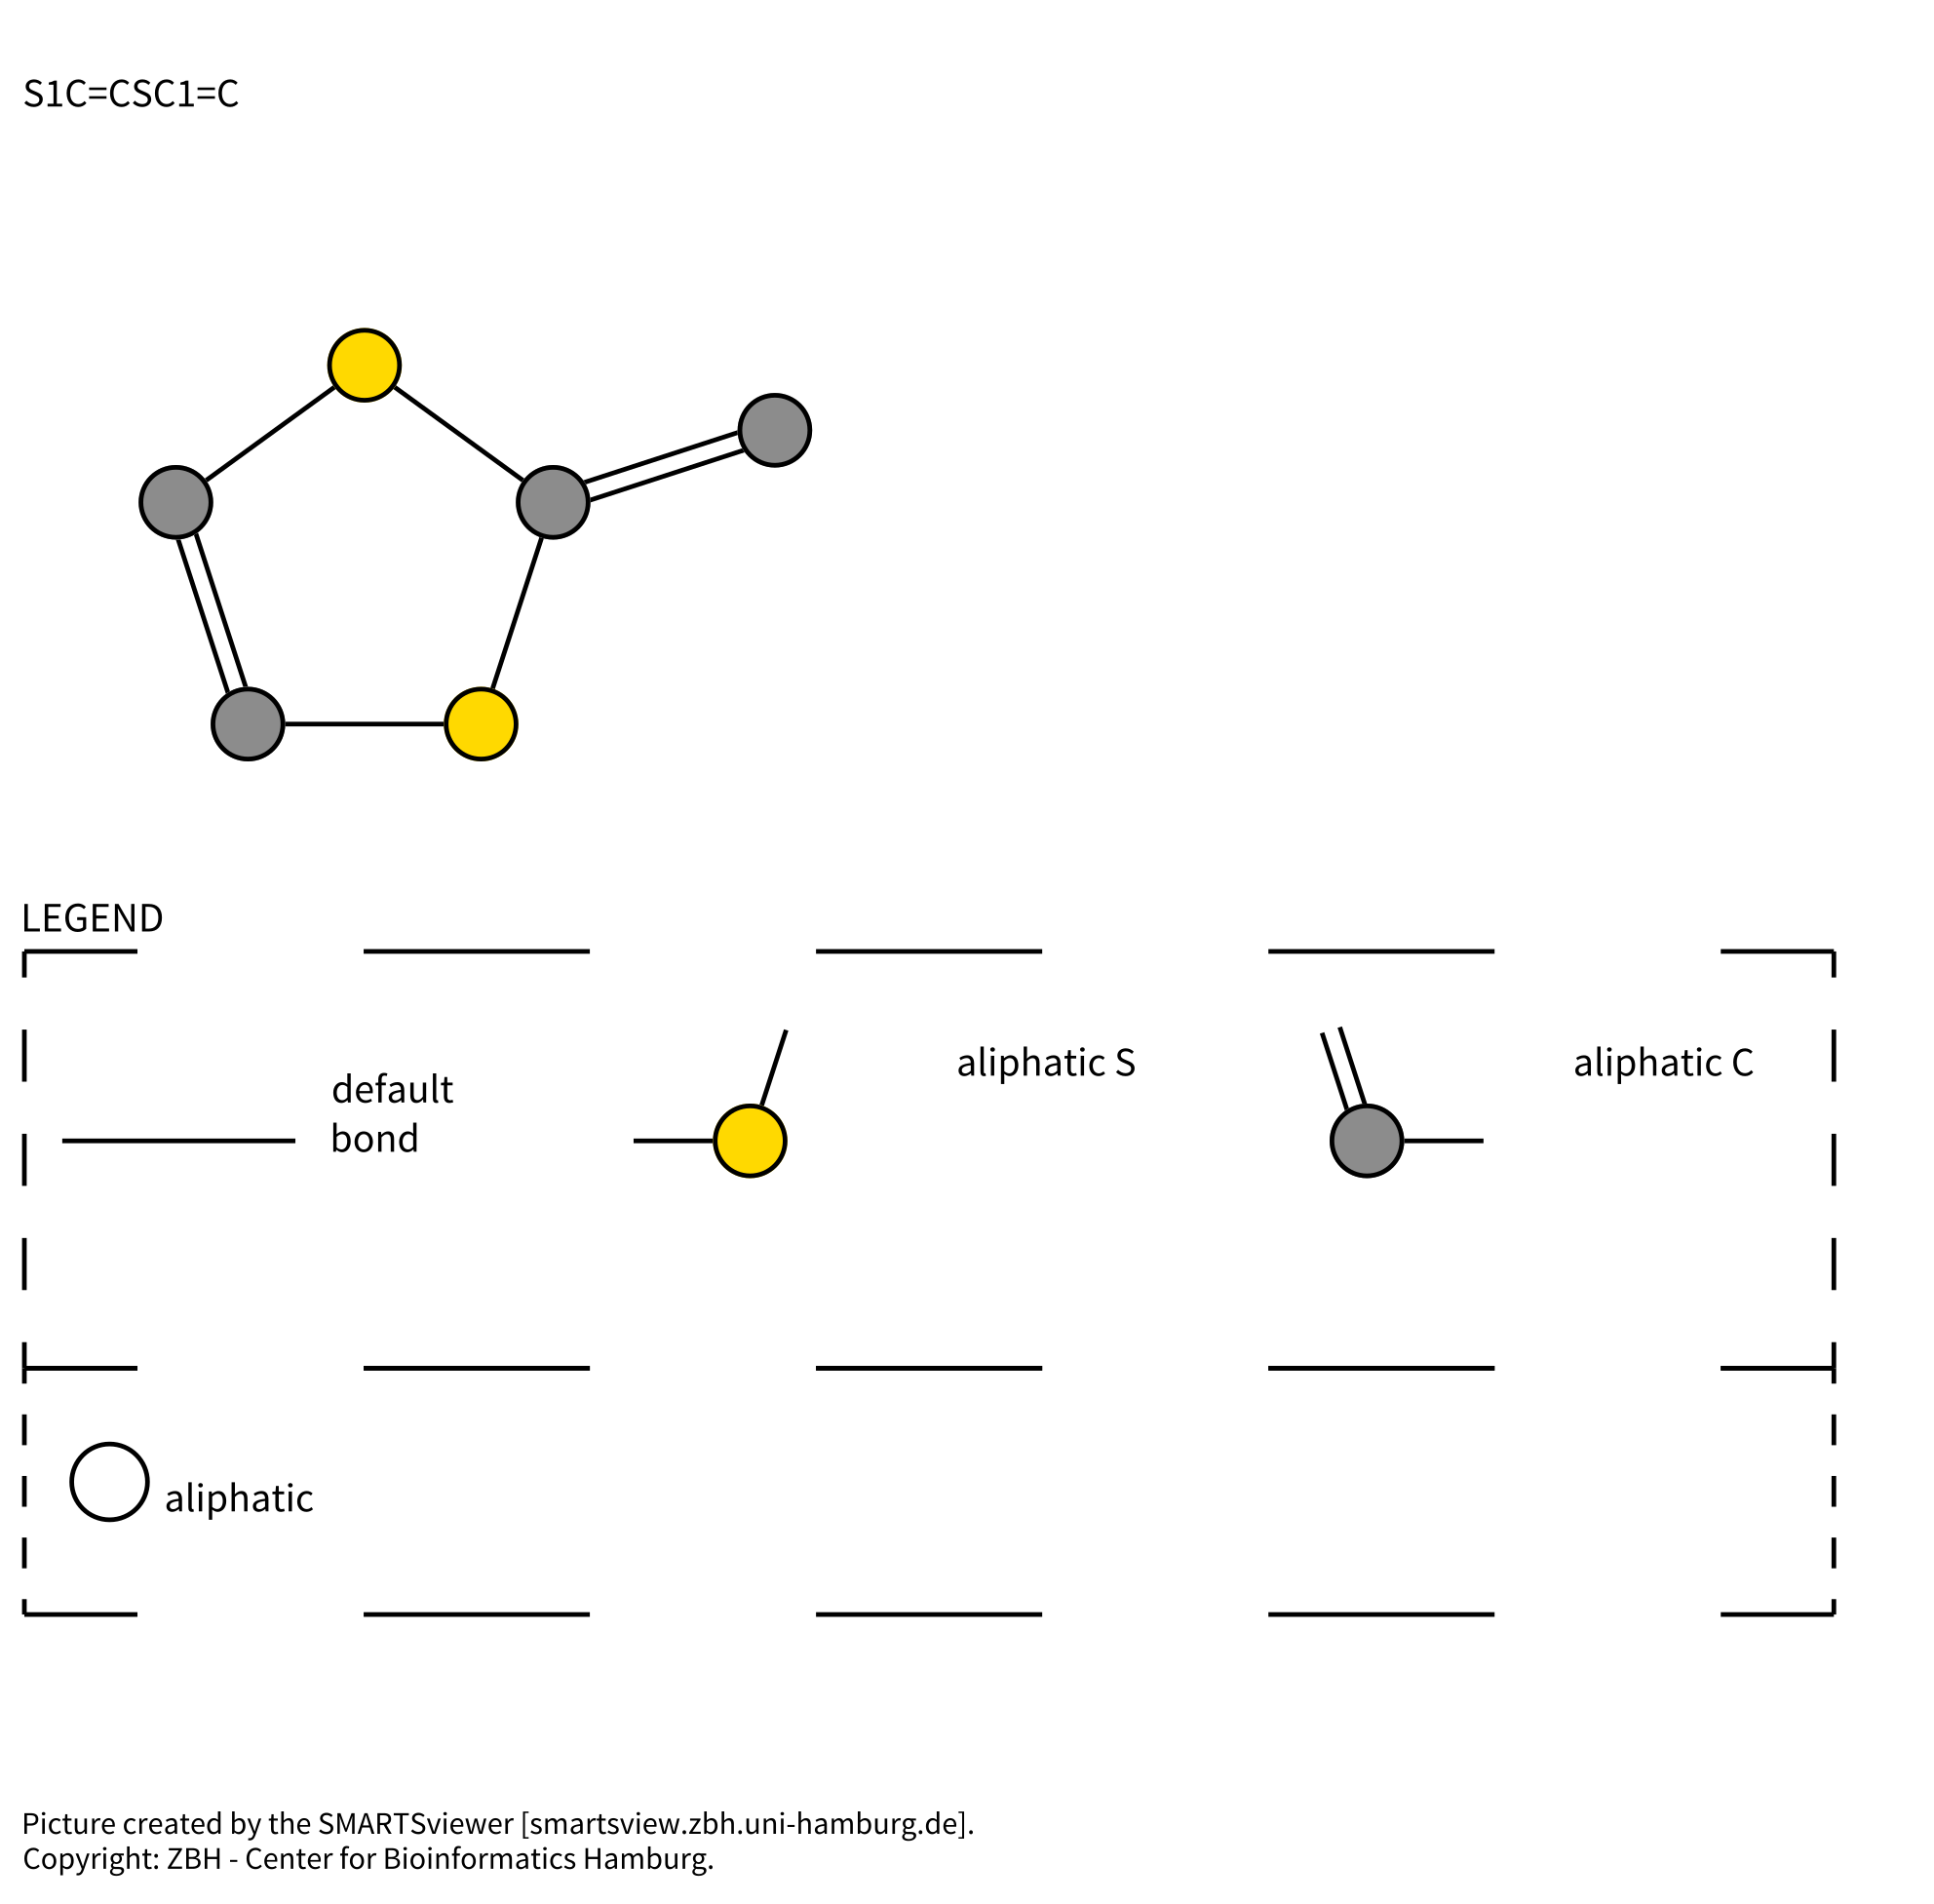 S1C=CSC1=C
LEGEND
default
bond
aliphatic S
aliphatic C
aliphatic
Picture created by the SMARTSviewer [smartsview.zbh.uni-hamburg.de].
Copyright: ZBH - Center for Bioinformatics Hamburg.